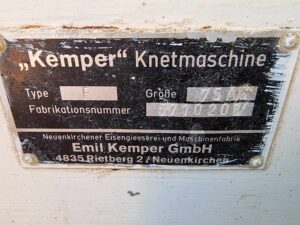 „Kemper" Knetmaschine
Type F Größe
Fabrikationsnummer
Neuenkirchener Eisengiesserei und Maschinenfabrik
Emil Kemper GmbH
4835 Rietberg 2 / Neuenkirchen